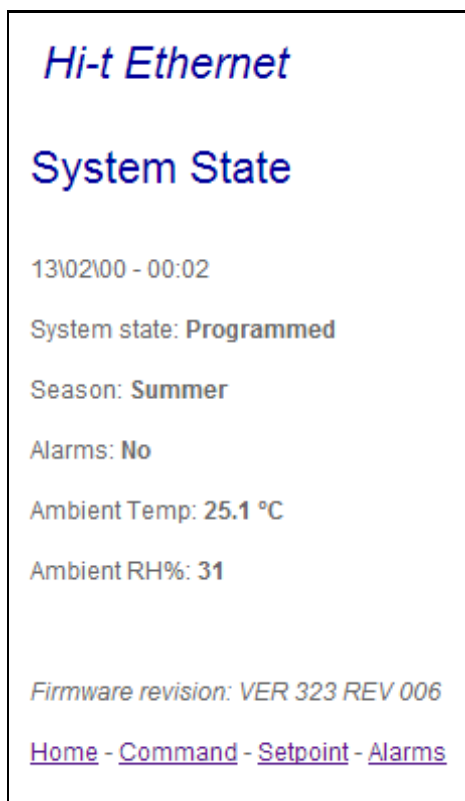 Hi-t Ethernet
System State
13\02\00 - 00:02
System state: Programmed
Season: Summer
Alarms: No
Ambient Temp: 25.1 ºC
Ambient RH%: 31
Firmware revision: VER 323 REV 006
Home - Command - Setpoint - Alarms